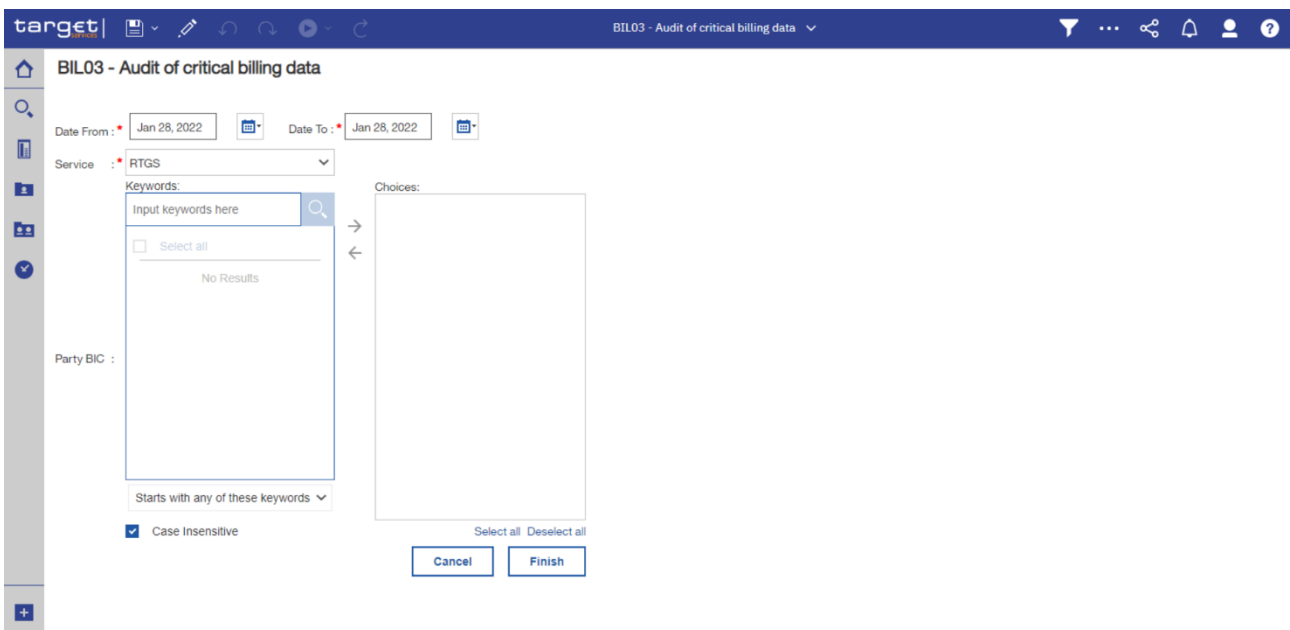 target|
services
BIL03 - Audit of critical billing data
BIL03 - Audit of critical billing data
Date From : * Jan 28, 2022 Date To : * Jan 28, 2022
Service : * RTGS
Keywords: Choices:
Input keywords here
Select all
No Results
Party BIC :
Starts with any of these keywords
Case Insensitive Select all Deselect all
Cancel Finish